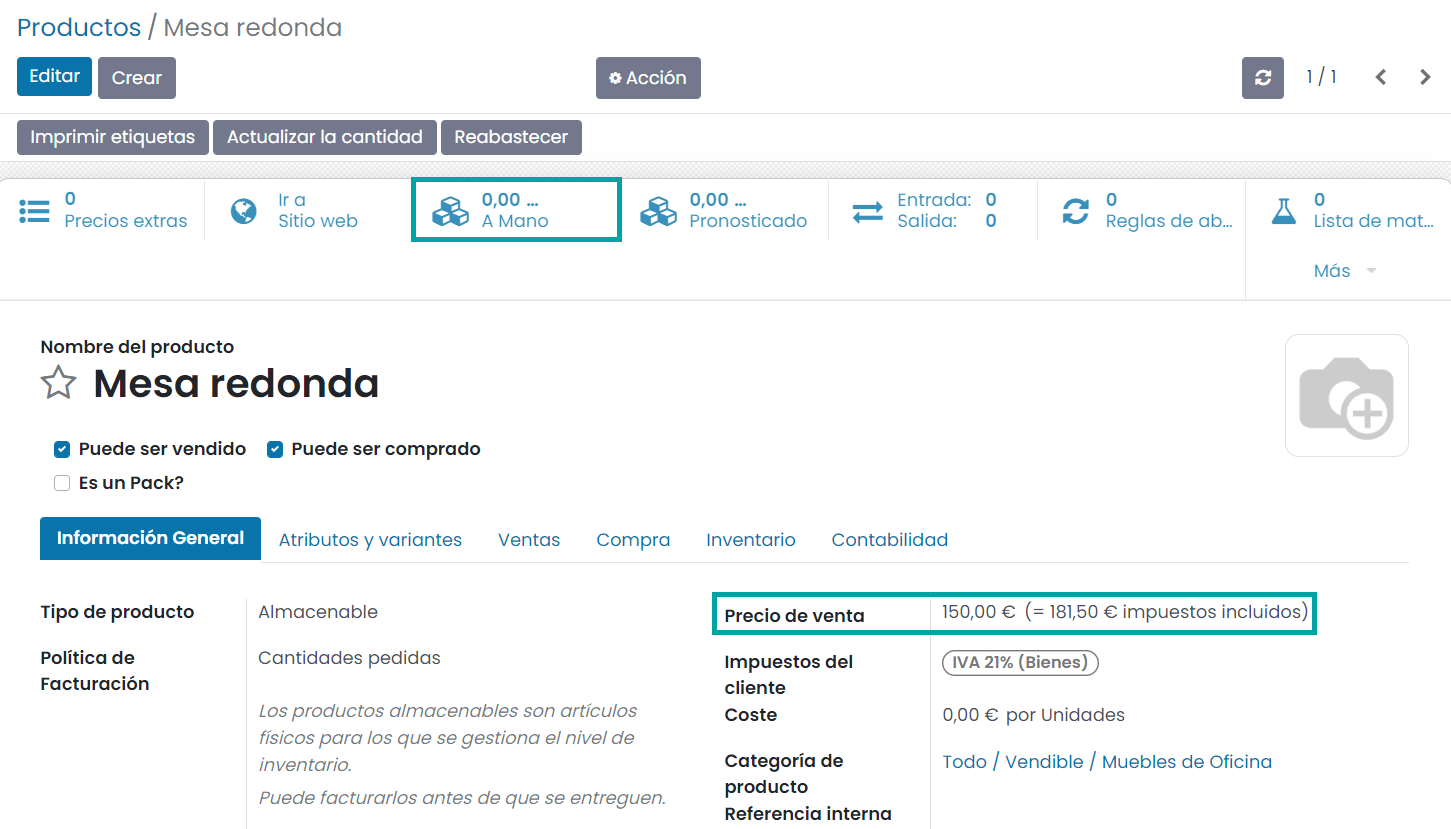 Productos / Mesa redonda
Editar Crear Acción 1 / 1
Imprimir etiquetas Actualizar la cantidad Reabastecer
0
Precios extras
Ir a
Sitio web
0,00 ...
A Mano
0,00 ...
Pronosticado
Entrada: 0
Salida: 0
0
Reglas de ab...
0
Lista de mat...
Más
Nombre del producto
Mesa redonda
Puede ser vendido Puede ser comprado
Es un Pack?
Información General Atributos y variantes Ventas Compra Inventario Contabilidad
Tipo de producto Almacenable
Política de
Facturación
Cantidades pedidas
Los productos almacenables son artículos
físicos para los que se gestiona el nivel de
inventario.
Puede facturarlos antes de que se entreguen.
Precio de venta 150,00 € (= 181,50 € impuestos incluidos)
Impuestos del
cliente
IVA 21% (Bienes)
Coste 0,00 € por Unidades
Categoría de
producto
Todo / Vendible / Muebles de Oficina
Referencia interna